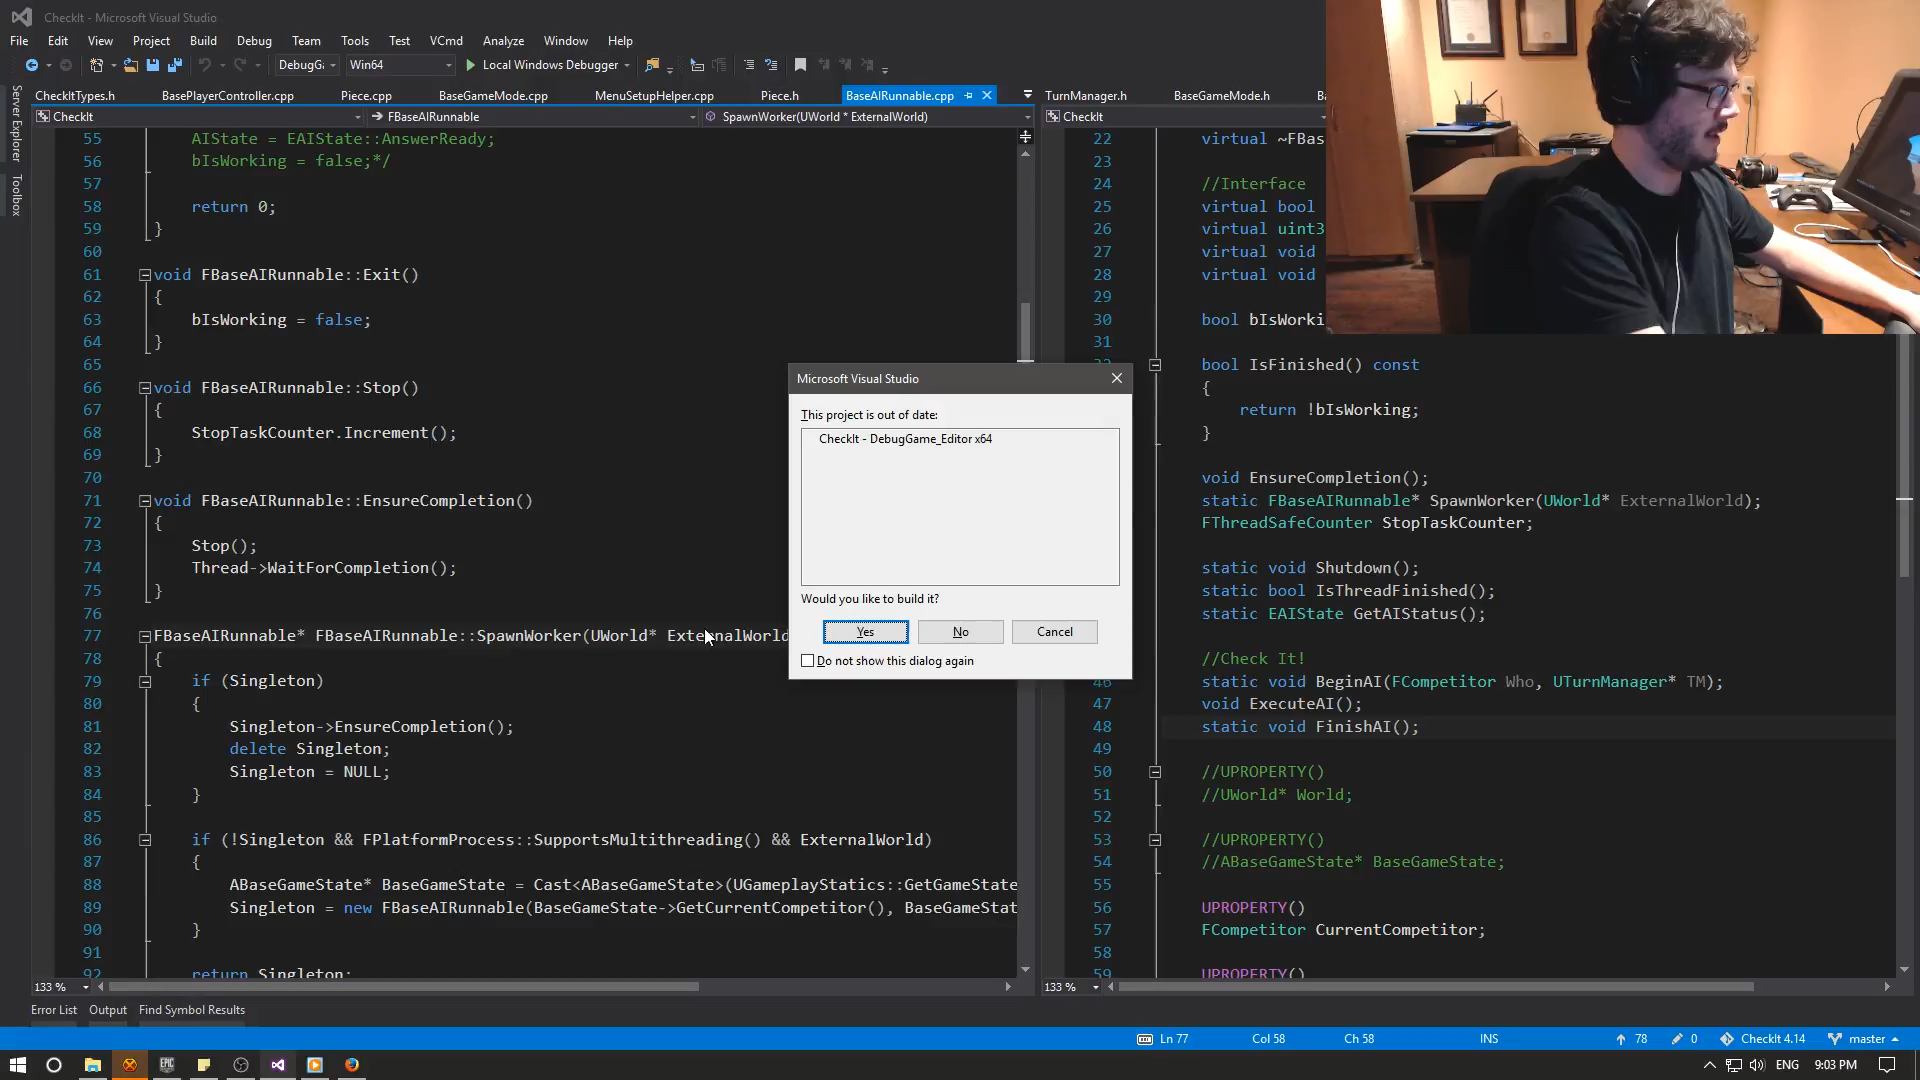 CheckIt - Microsoft Visual Studio
File Edit View Project Build Debug Team Tools Test VCmd Analyze Window Help
DebugG: Win64 Local Windows Debugger
CheckItTypes.h BasePlayerController.cpp Piece.cpp BaseGameMode.cpp MenuSetupHelper.cpp Piece.h BaseAIRunnable.cpp
CheckIt FBaseAIRunnable SpawnWorker(UWorld * ExternalWorld)
Server Explorer
Toolbox
55 AIState = EAIState::AnswerReady;
56 bIsWorking = false;*/
57
58 return 0;
59 }
60
61 void FBaseAIRunnable::Exit()
62 {
63 bIsWorking = false;
64 }
65
66 void FBaseAIRunnable::Stop()
67 {
68 StopTaskCounter.Increment();
69 }
70
71 void FBaseAIRunnable::EnsureCompletion()
72 {
73 Stop();
74 Thread->WaitForCompletion();
75 }
76
77 FBaseAIRunnable* FBaseAIRunnable::SpawnWorker(UWorld* ExternalWorld
78 {
79 if (Singleton)
80 {
81 Singleton->EnsureCompletion();
82 delete Singleton;
83 Singleton = NULL;
84 }
85
86 if (!Singleton && FPlatformProcess::SupportsMultithreading() && ExternalWorld)
87 {
88 ABaseGameState* BaseGameState = Cast<ABaseGameState>(UGameplayStatics::GetGameState
89 Singleton = new FBaseAIRunnable(BaseGameState->GetCurrentCompetitor(), BaseGameStat
90 }
91
92 return Singleton;
133 %
Microsoft Visual Studio
This project is out of date:
CheckIt - DebugGame_Editor x64
Would you like to build it?
Yes No Cancel
Do not show this dialog again
TurnManager.h BaseGameMode.h
CheckIt
22 virtual ~FBas
23
24 //Interface
25 virtual bool
26 virtual uint3
27 virtual void
28 virtual void
29
30 bool bIsWorki
31
bool IsFinished() const
{
return !bIsWorking;
}
void EnsureCompletion();
static FBaseAIRunnable* SpawnWorker(UWorld* ExternalWorld);
FThreadSafeCounter StopTaskCounter;
static void Shutdown();
static bool IsThreadFinished();
static EAIState GetAIStatus();
//Check It!
46 static void BeginAI(FCompetitor Who, UTurnManager* TM);
47 void ExecuteAI();
48 static void FinishAI();
49
50 //UPROPERTY()
51 //UWorld* World;
52
53 //UPROPERTY()
54 //ABaseGameState* BaseGameState;
55
56 UPROPERTY()
57 FCompetitor CurrentCompetitor;
58
59 UPROPERTY()
133 %
Error List Output Find Symbol Results
Ln 77 Col 58 Ch 58 INS 78 0 CheckIt 4.14 master
EPIC
ENG 9:03 PM